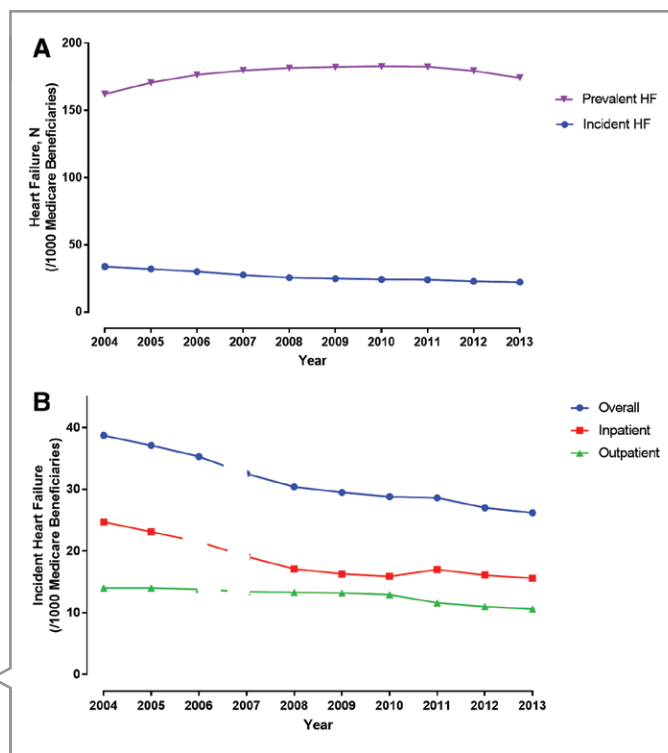 A
200
150
100
50
0
Heart Failure, N
(/1000 Medicare Beneficiaries)
2004 2005 2006 2007 2008 2009 2010 2011 2012 2013
Year
Prevalent HF
Incident HF
B
40
30
20
10
0
Incident Heart Failure
(/1000 Medicare Beneficiaries)
2004 2005 2006 2007 2008 2009 2010 2011 2012 2013
Year
Overall
Inpatient
Outpatient